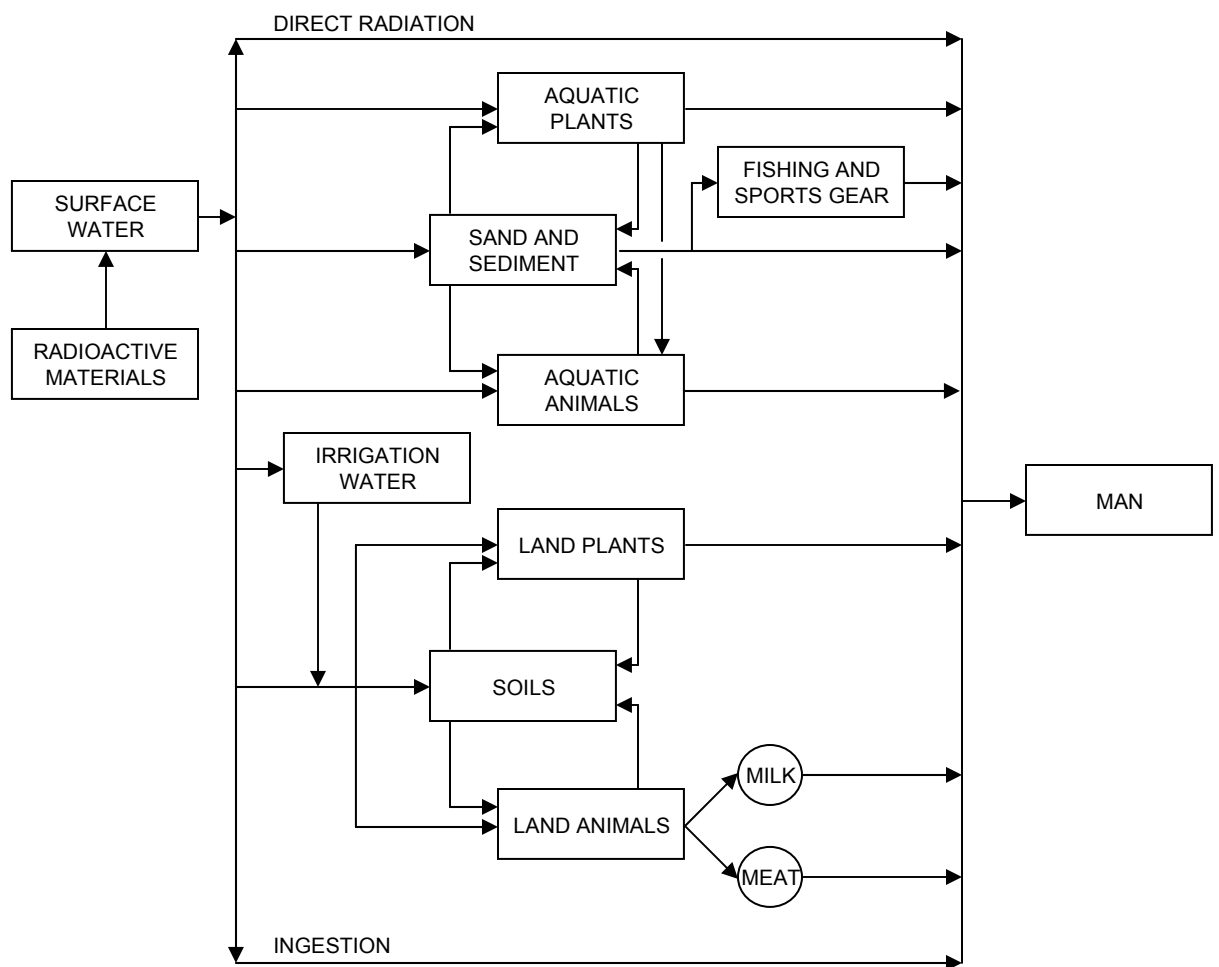 DIRECT RADIATION
AQUATIC
PLANTS
FISHING AND
SPORTS GEAR
SURFACE
WATER
SAND AND
SEDIMENT
RADIOACTIVE
MATERIALS
AQUATIC
ANIMALS
IRRIGATION
WATER
MAN
LAND PLANTS
SOILS
MILK
LAND ANIMALS
MEAT
INGESTION